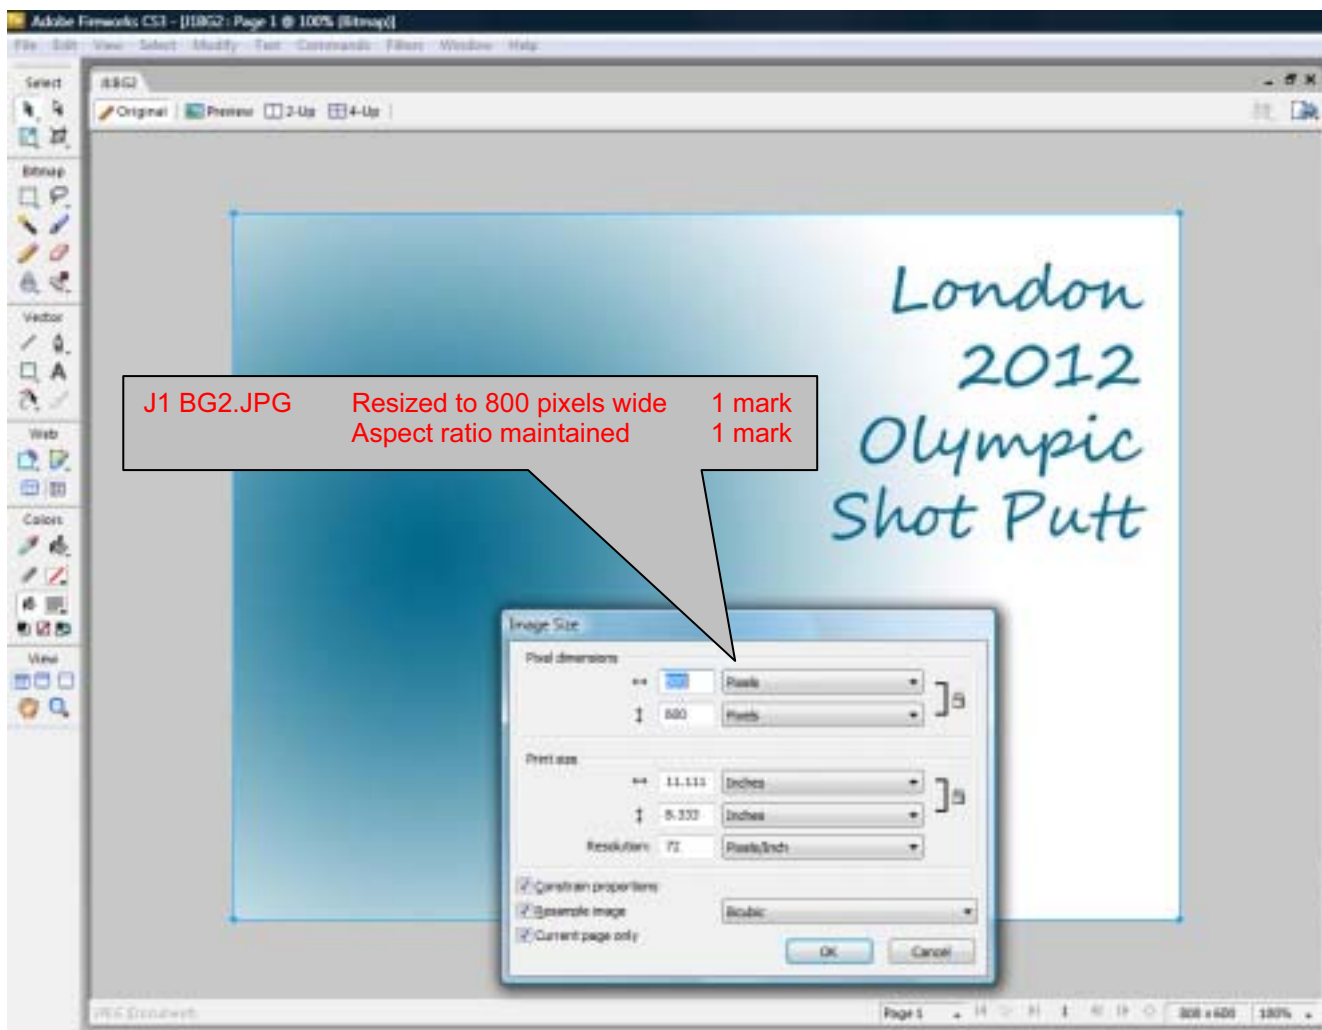 Adobe Fireworks CS3 - [J1BG2 : Page 1 @ 100% (Bitmap)]
File Edit View Select Modify Text Commands Filters Window Help
Select
J1BG2
Original Preview 2-Up 4-Up
Bitmap
Vector
Web
Colors
View
London
2012
Olympic
Shot Putt
J1 BG2.JPG Resized to 800 pixels wide 1 mark
Aspect ratio maintained 1 mark
Image Size
Pixel dimensions
Pixels
600 Pixels
Print size
11.111 Inches
8.333 Inches
Resolution: 72 Pixels/Inch
Constrain proportions
Resample image Bicubic
Current page only
OK Cancel
JPEG (Document)
Page 1 800 x 600 100%